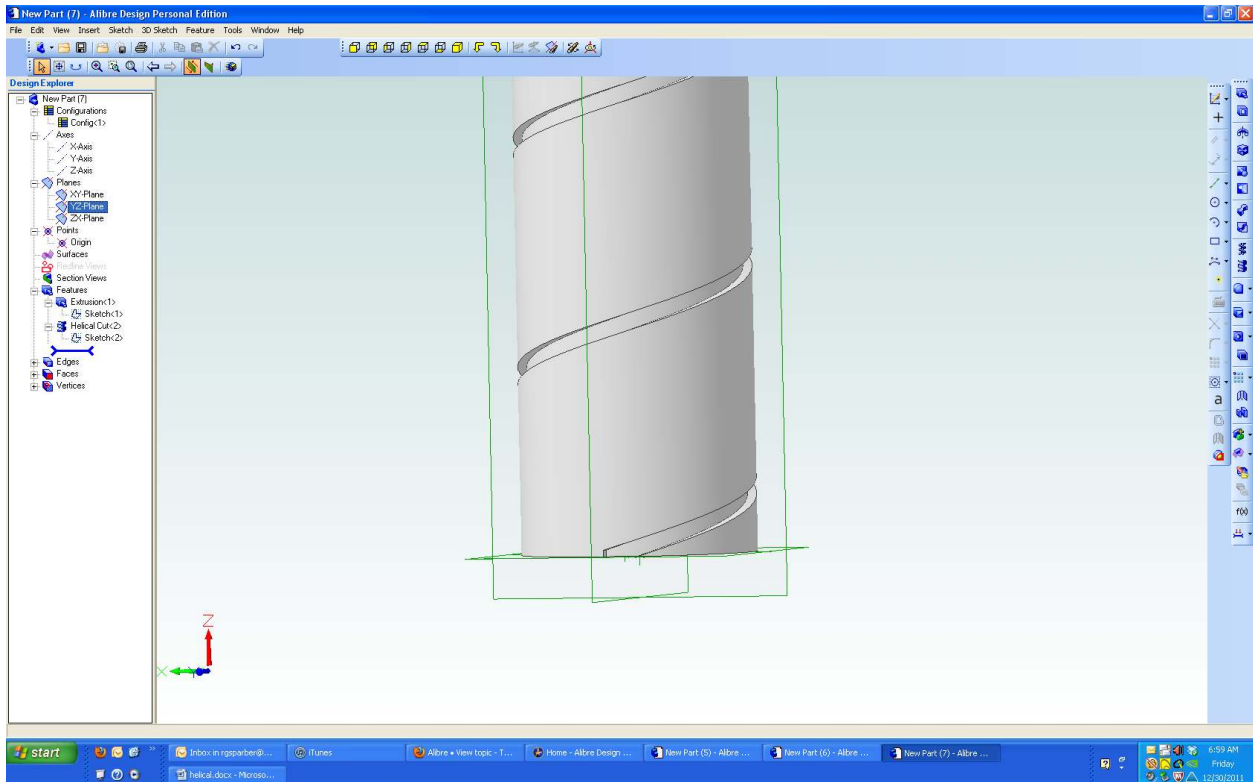 New Part (7) - Alibre Design Personal Edition
File Edit View Insert Sketch 3D Sketch Feature Tools Window Help
Design Explorer
New Part (7)
Configurations
Config<1>
Axes
X-Axis
Y-Axis
Z-Axis
Planes
XY-Plane
YZ-Plane
ZX-Plane
Points
Origin
Surfaces
Redline Views
Section Views
Features
Extrusion<1>
Sketch<1>
Helical Cut<2>
Sketch<2>
Edges
Faces
Vertices
a
f(x)
Z
X
Y
start
Inbox in rgsparber@...
iTunes
Albre • View topic - T...
Home - Alibre Design ...
New Part (5) - Alibre ...
New Part (6) - Alibre ...
New Part (7) - Alibre ...
6:59 AM
Friday
helical.docx - Microso...
12/30/2011